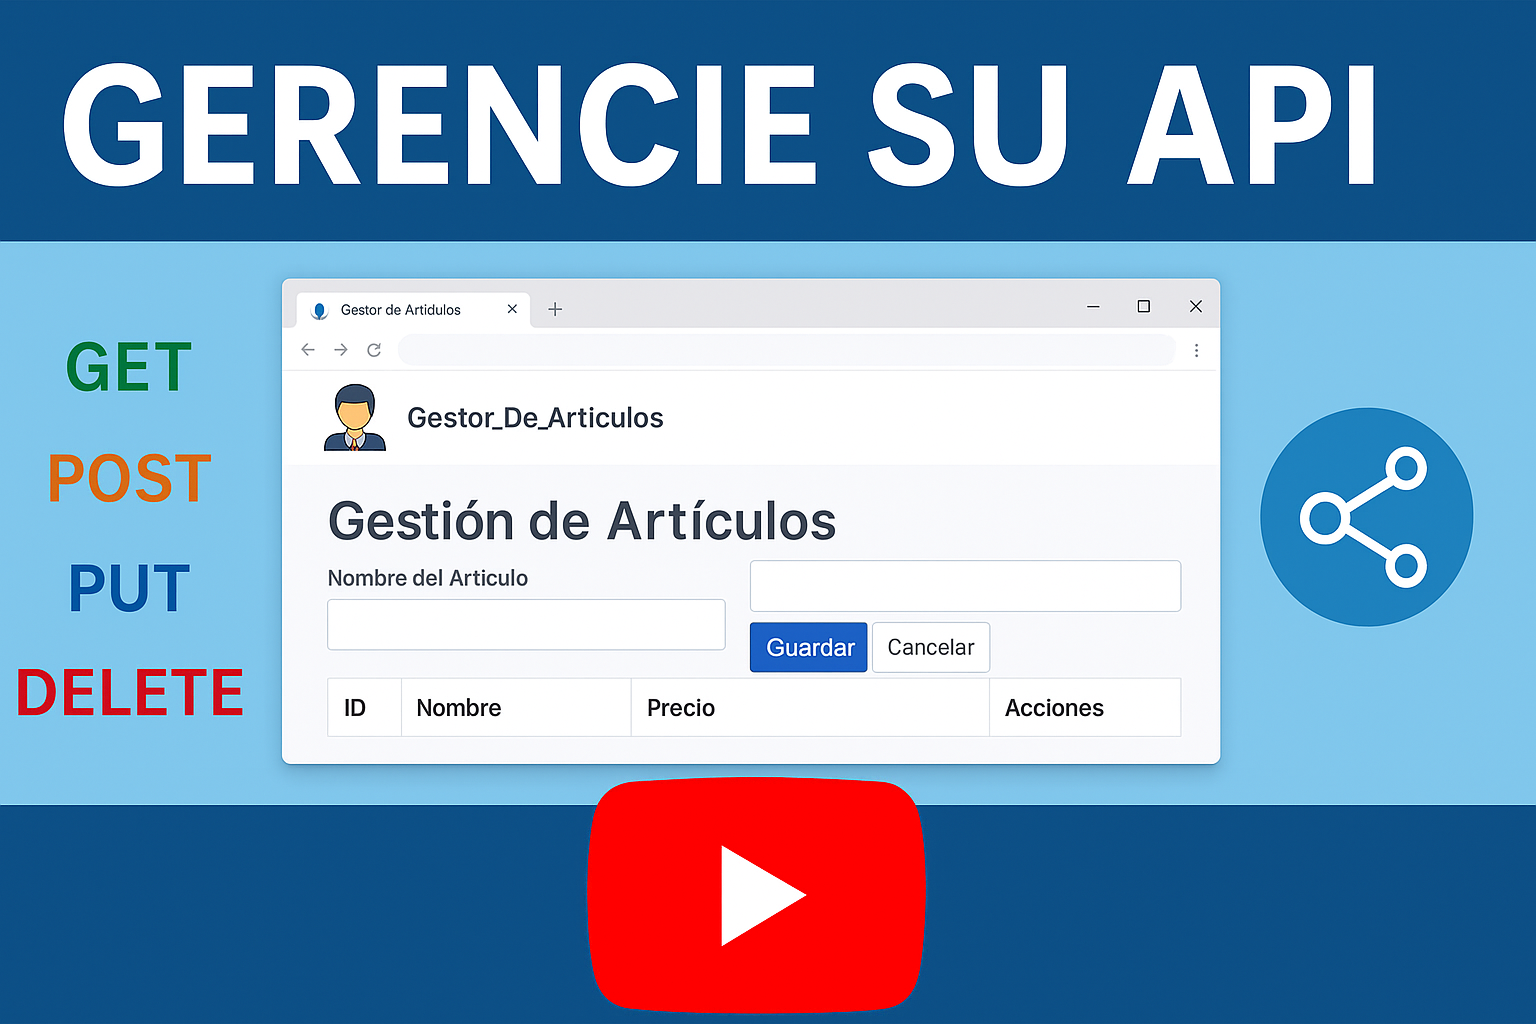 GERENCIE SU API
GET
POST
PUT
DELETE
Gestor de Artidulos
Gestor_De_Articulos
Gestión de Artículos
Nombre del Articulo
Guardar
Cancelar
ID
Nombre
Precio
Acciones